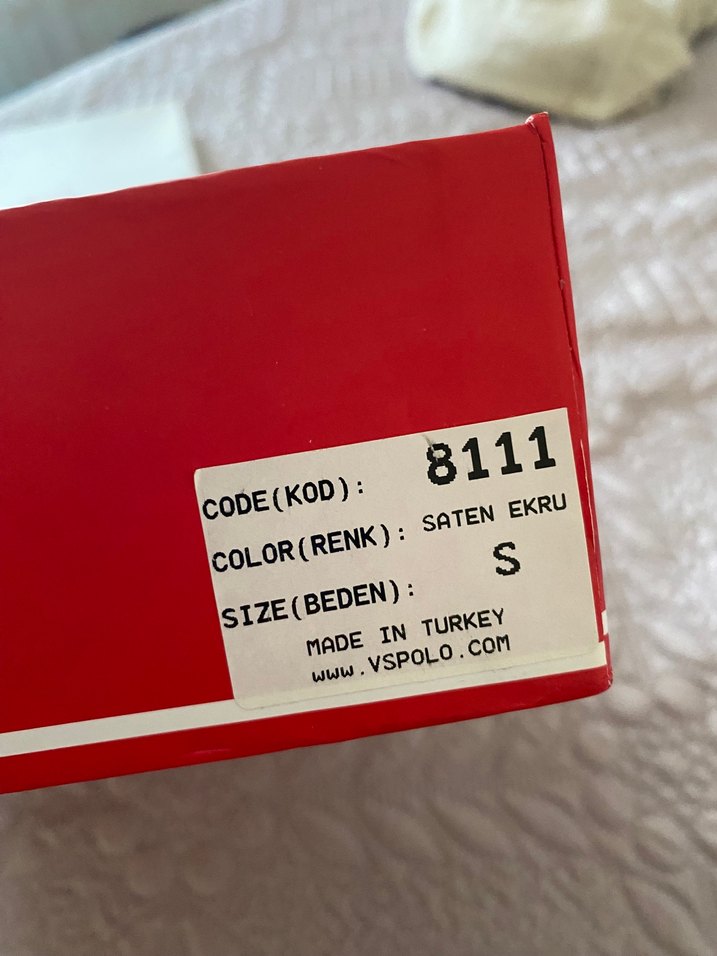 CODE(KOD): 8111
COLOR(RENK): SATEN EKRU
SIZE(BEDEN): S
MADE IN TURKEY
www.VSPOLO.COM